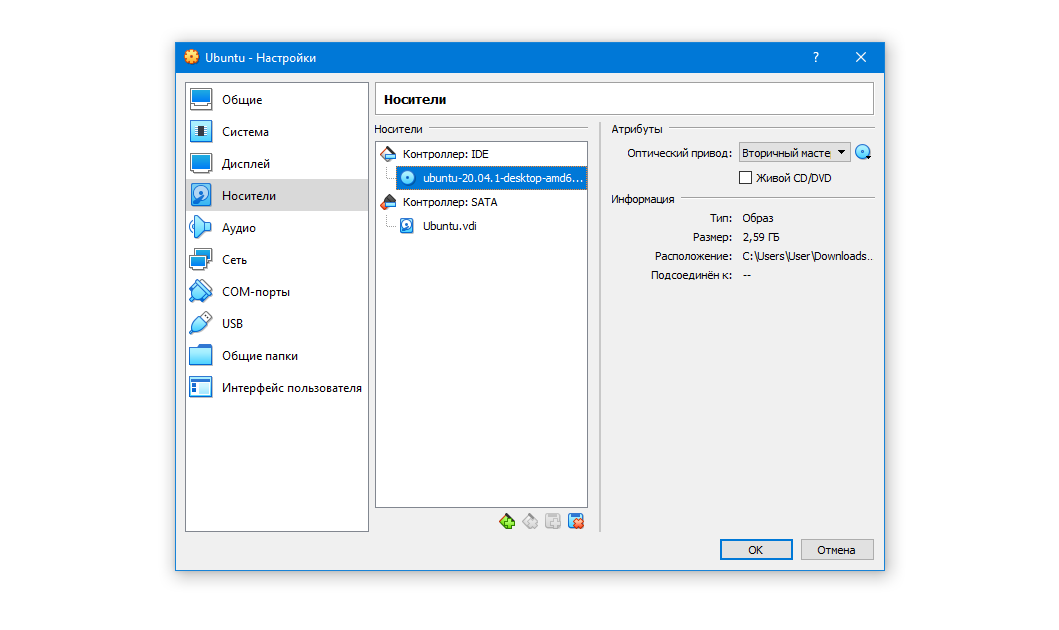 Ubuntu - Настройки
?
Общие
Система
Дисплей
Носители
Аудио
Сеть
COM-порты
USB
Общие папки
Интерфейс пользователя
Носители
Носители
Контроллер: IDE
ubuntu-20.04.1-desktop-amd6...
Контроллер: SATA
Ubuntu.vdi
Атрибуты
Оптический привод: Вторичный масте
Живой CD/DVD
Информация
Тип: Образ
Размер: 2,59 ГБ
Расположение: C:\Users\User\Downloads..
Подсоединён к: --
OK
Отмена